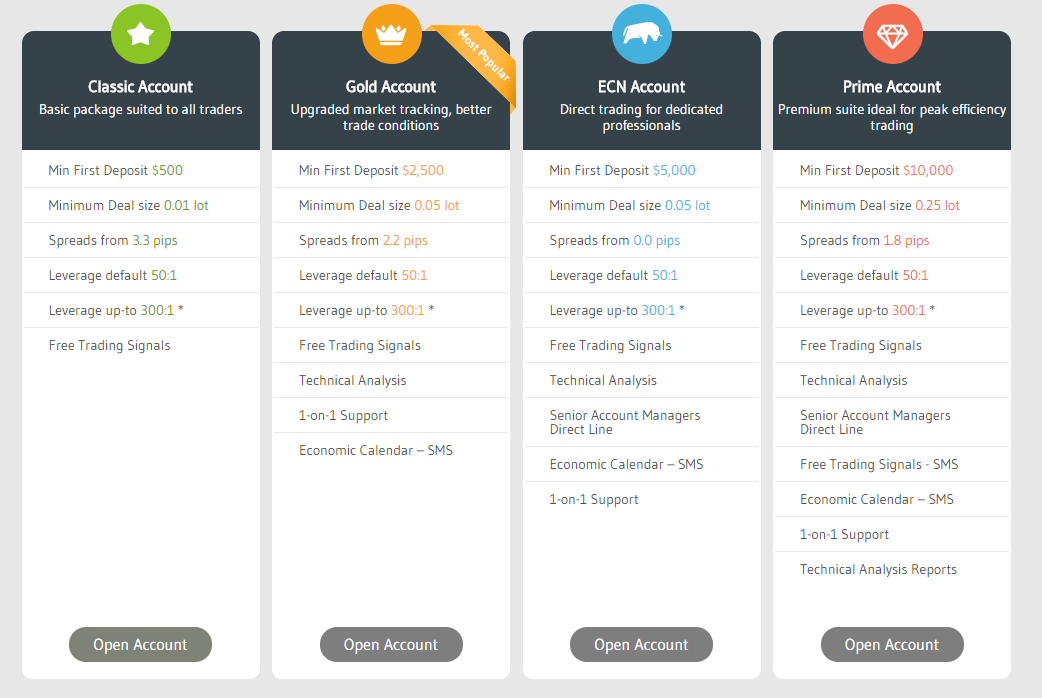 Classic Account
Basic package suited to all traders
Min First Deposit $500
Minimum Deal size 0.01 lot
Spreads from 3.3 pips
Leverage default 50:1
Leverage up-to 300:1 *
Free Trading Signals
Open Account
Most Popular
Gold Account
Upgraded market tracking, better
trade conditions
Min First Deposit $2,500
Minimum Deal size 0.05 lot
Spreads from 2.2 pips
Leverage default 50:1
Leverage up-to 300:1 *
Free Trading Signals
Technical Analysis
1-on-1 Support
Economic Calendar – SMS
Open Account
ECN Account
Direct trading for dedicated
professionals
Min First Deposit $5,000
Minimum Deal size 0.05 lot
Spreads from 0.0 pips
Leverage default 50:1
Leverage up-to 300:1 *
Free Trading Signals
Technical Analysis
Senior Account Managers
Direct Line
Economic Calendar – SMS
1-on-1 Support
Open Account
Prime Account
Premium suite ideal for peak efficiency
trading
Min First Deposit $10,000
Minimum Deal size 0.25 lot
Spreads from 1.8 pips
Leverage default 50:1
Leverage up-to 300:1 *
Free Trading Signals
Technical Analysis
Senior Account Managers
Direct Line
Free Trading Signals - SMS
Economic Calendar – SMS
1-on-1 Support
Technical Analysis Reports
Open Account